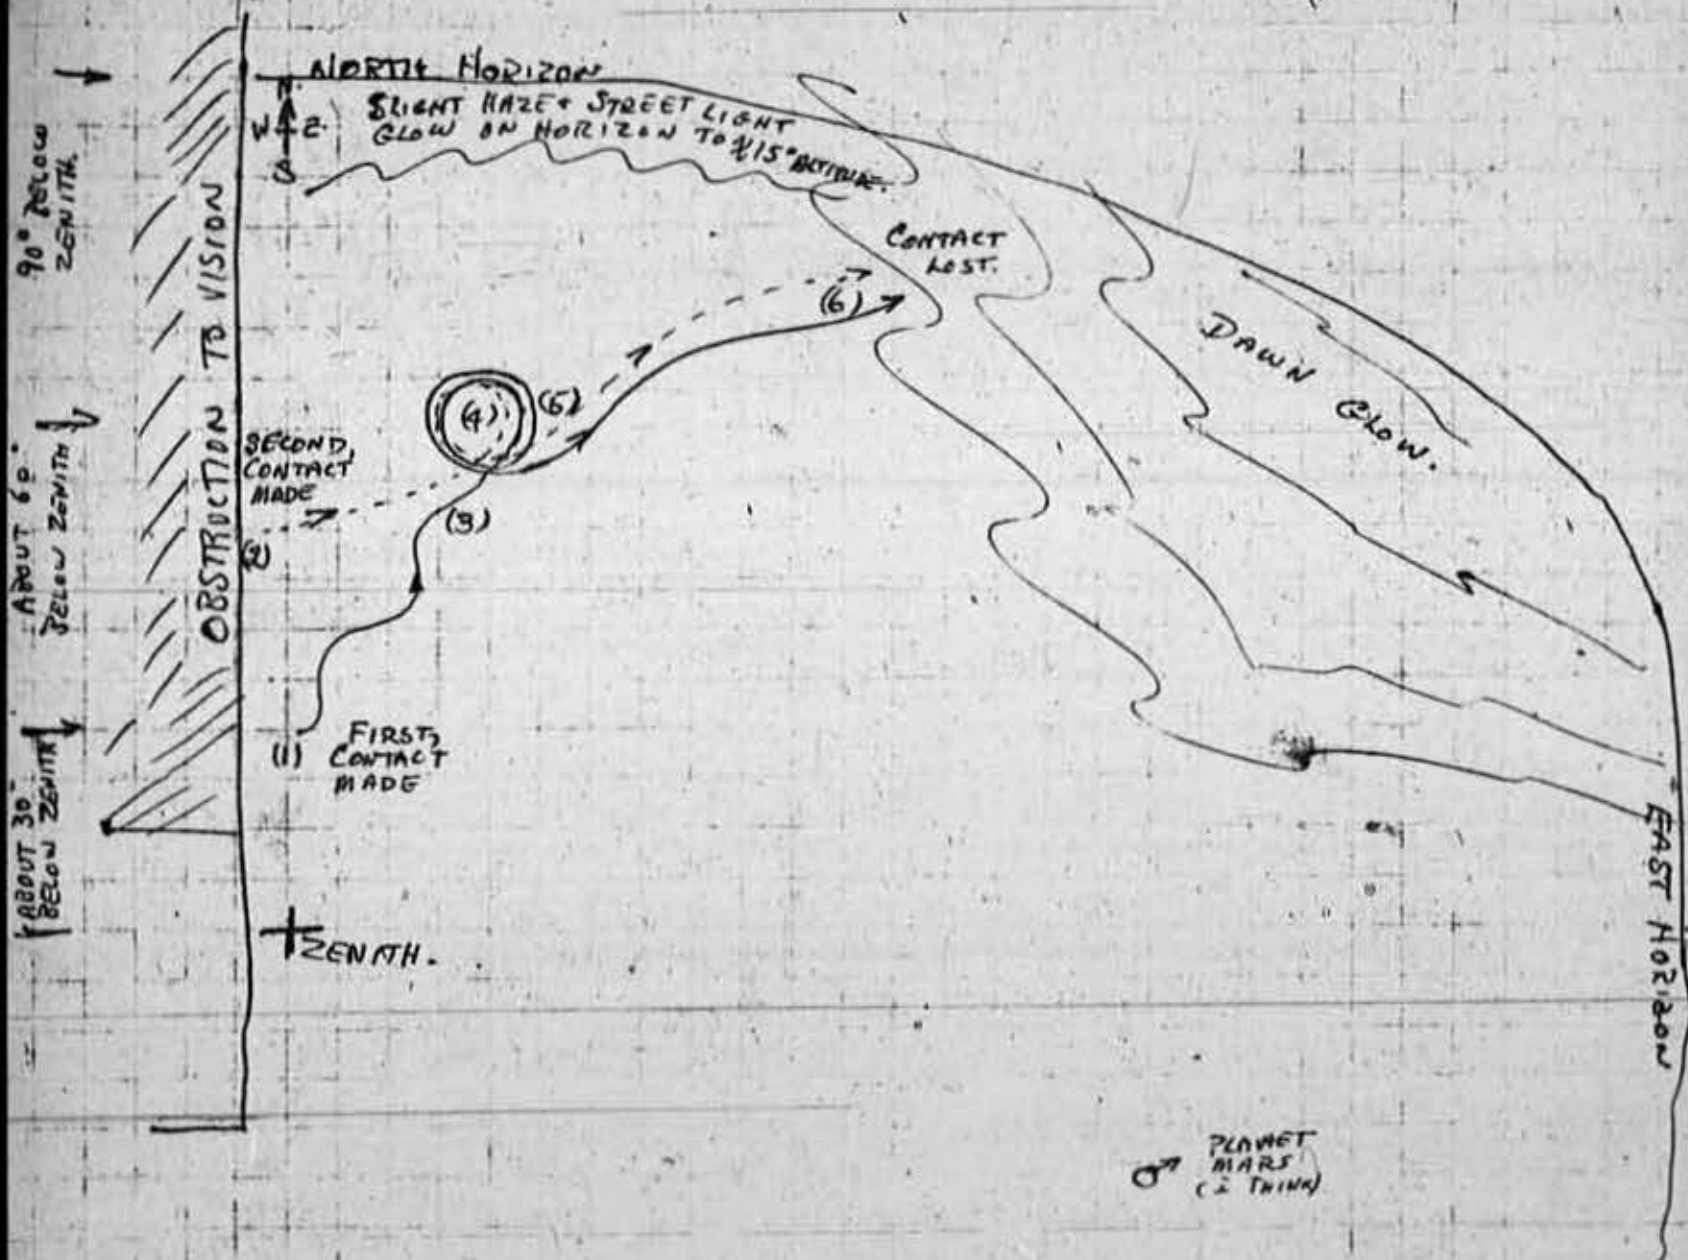 NORTH HORIZON
N
W E
S
SLIGHT HAZE + STREET LIGHT
GLOW ON HORIZON TO ±15° ALTITUDE.
90° BELOW
ZENITH.
OBSTRUCTION TO VISION
CONTACT
LOST.
(6)
DAWN GLOW.
(4)
(5)
ABOUT 60°
BELOW ZENITH
SECOND,
CONTACT
MADE
(2)
(3)
(1)
FIRST,
CONTACT
MADE
ABOUT 30°
BELOW ZENITH
ZENITH.
EAST HORIZON
PLANET
MARS
(I THINK)